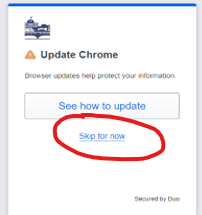 Update Chrome
Browser updates help protect your information.
See how to update
Skip for now
Secured by Duo